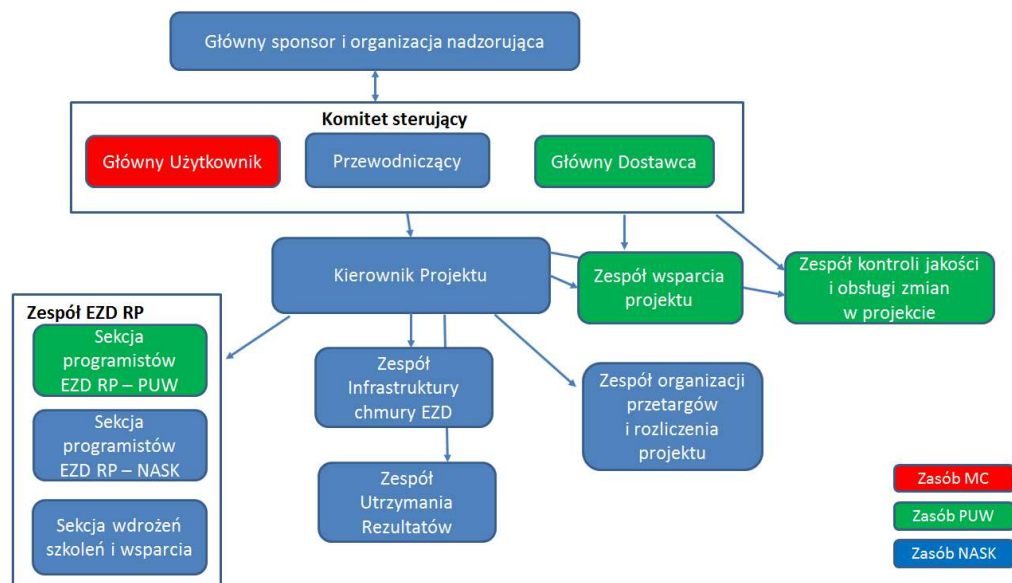 Główny sponsor i organizacja nadzorująca
Komitet sterujący
Główny Użytkownik
Przewodniczący
Główny Dostawca
Kierownik Projektu
Zespół wsparcia
projektu
Zespół kontroli jakości
i obsługi zmian
w projekcie
Zespół EZD RP
Sekcja
programistów
EZD RP – PUW
Sekcja
programistów
EZD RP – NASK
Sekcja wdrożeń
szkoleń i wsparcia
Zespół
Infrastruktury
chmury EZD
Zespół
Utrzymania
Rezultatów
Zespół organizacji
przetargów
i rozliczenia
projektu
Zasób MC
Zasób PUW
Zasób NASK